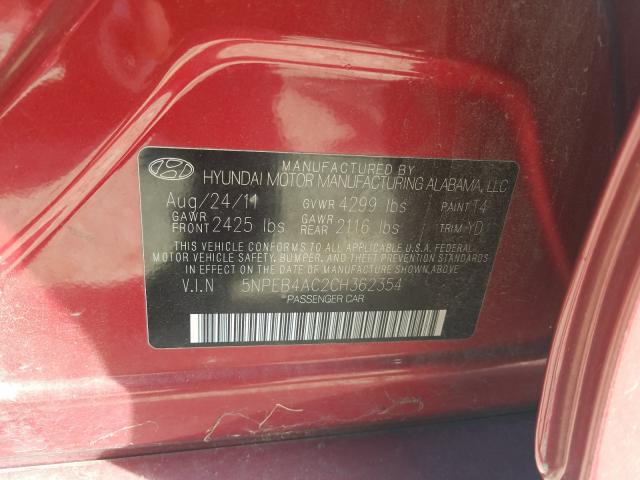 MANUFACTURED BY
HYUNDAI MOTOR MANUFACTURING ALABAMA, LLC
Aug/24/11 GVWR 4299 lbs PAINT T4
GAWR FRONT 2425 lbs GAWR REAR 2116 lbs TRIM YD
THIS VEHICLE CONFORMS TO ALL APPLICABLE U.S.A. FEDERAL
MOTOR VEHICLE SAFETY, BUMPER, AND THEFT PREVENTION STANDARDS
IN EFFECT ON THE DATE OF MANUFACTURE SHOWN ABOVE.
V.I.N 5NPEB4AC2CH362354
"PASSENGER CAR"